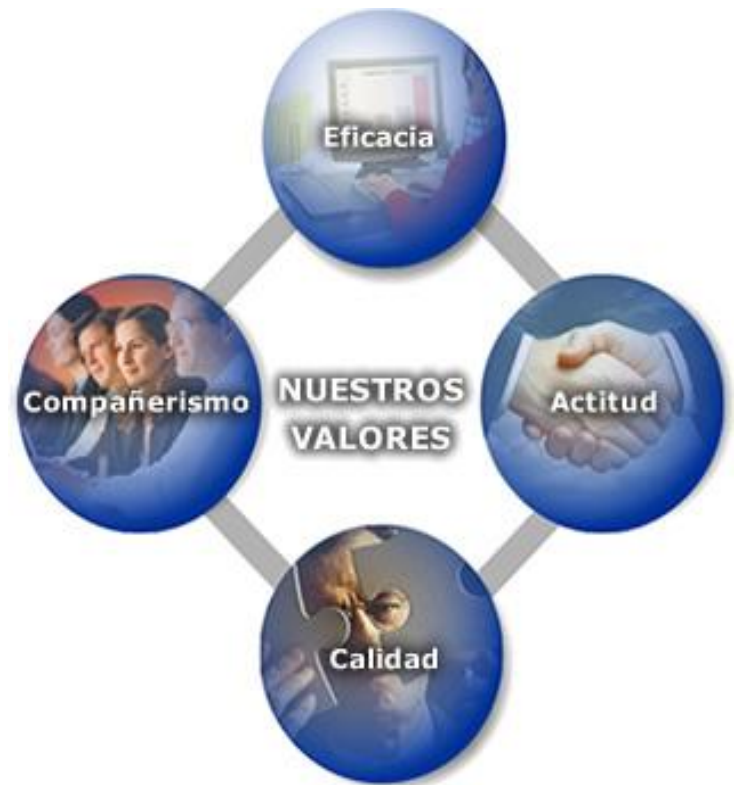 Eficacia
Compañerismo
NUESTROS
VALORES
Actitud
Calidad